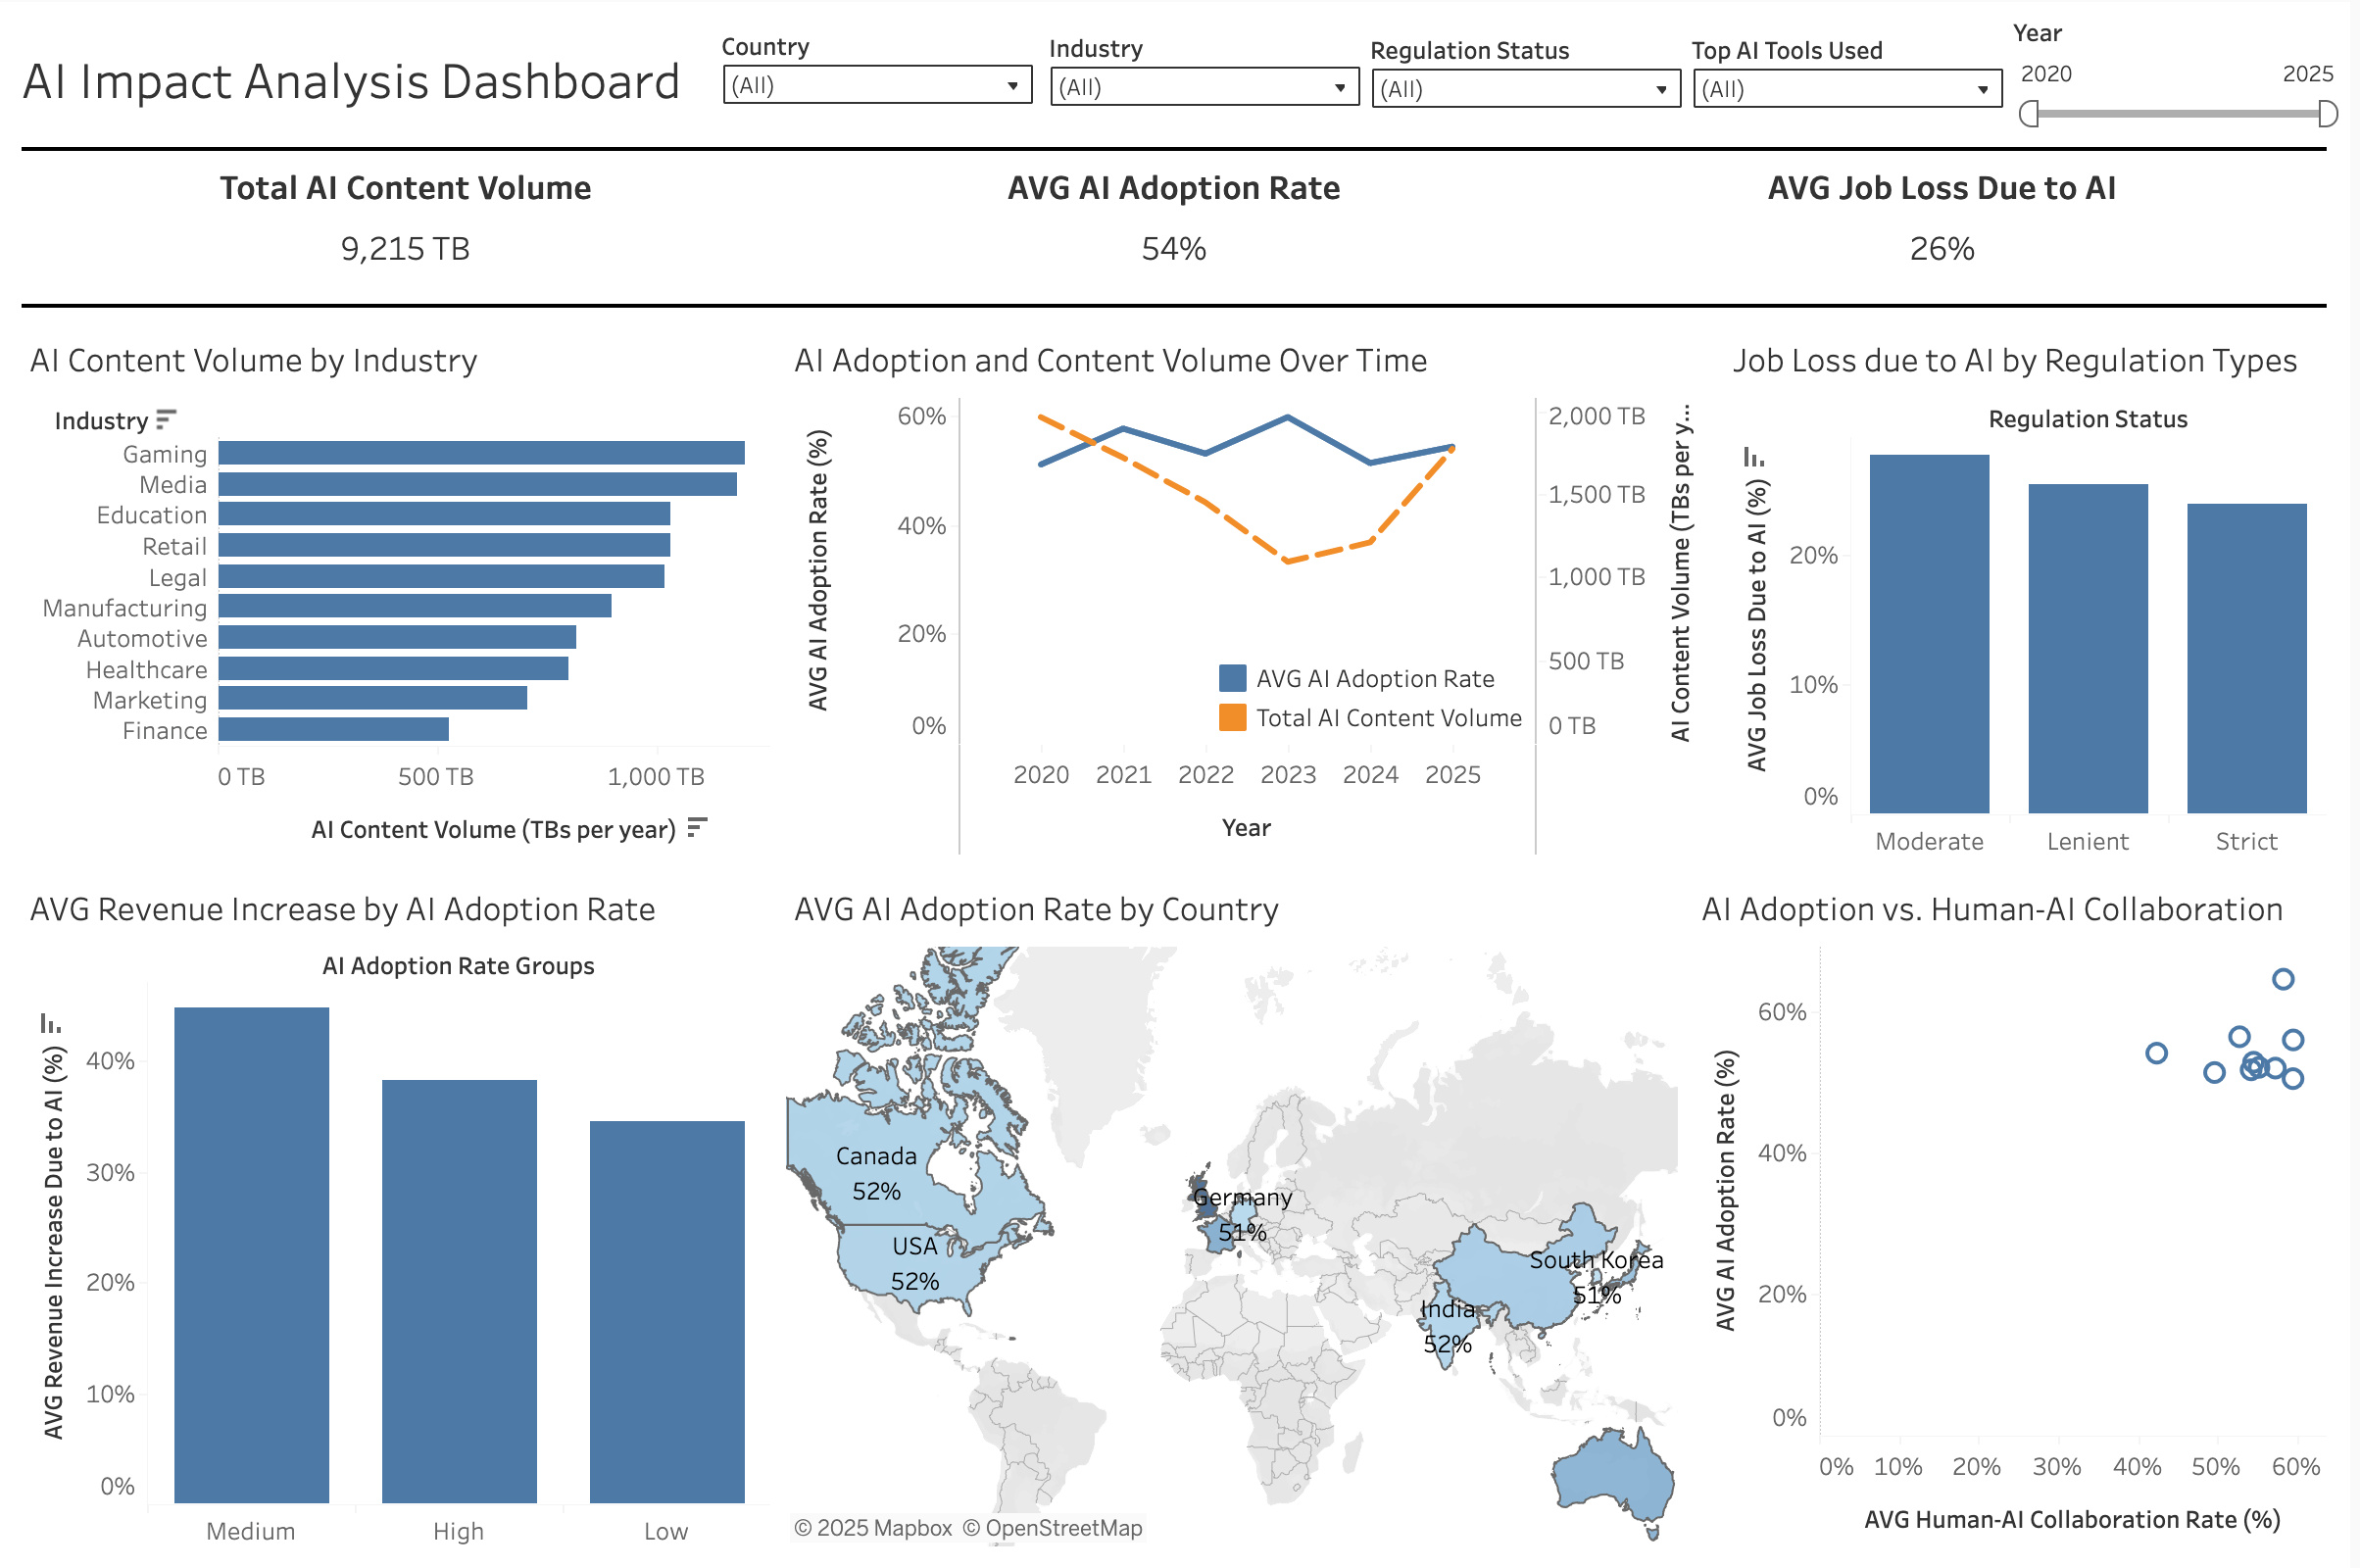 AI Impact Analysis Dashboard
Country
(All)
Industry
(All)
Regulation Status
(All)
Top AI Tools Used
(All)
Year
2020 2025
Total AI Content Volume
9,215 TB
AVG AI Adoption Rate
54%
AVG Job Loss Due to AI
26%
AI Content Volume by Industry
Industry
Gaming
Media
Education
Retail
Legal
Manufacturing
Automotive
Healthcare
Marketing
Finance
0 TB 500 TB 1,000 TB
AI Content Volume (TBs per year)
AI Adoption and Content Volume Over Time
AVG AI Adoption Rate (%)
60%
40%
20%
0%
2,000 TB
1,500 TB
1,000 TB
500 TB
0 TB
AI Content Volume (TBs per y...
AVG AI Adoption Rate
Total AI Content Volume
2020 2021 2022 2023 2024 2025
Year
Job Loss due to AI by Regulation Types
Regulation Status
AVG Job Loss Due to AI (%)
20%
10%
0%
Moderate Lenient Strict
AVG Revenue Increase by AI Adoption Rate
AI Adoption Rate Groups
AVG Revenue Increase Due to AI (%)
40%
30%
20%
10%
0%
Medium High Low
AVG AI Adoption Rate by Country
Canada
52%
USA
52%
Germany
51%
South Korea
51%
India
52%
© 2025 Mapbox © OpenStreetMap
AI Adoption vs. Human-AI Collaboration
AVG AI Adoption Rate (%)
60%
40%
20%
0%
0% 10% 20% 30% 40% 50% 60%
AVG Human-AI Collaboration Rate (%)